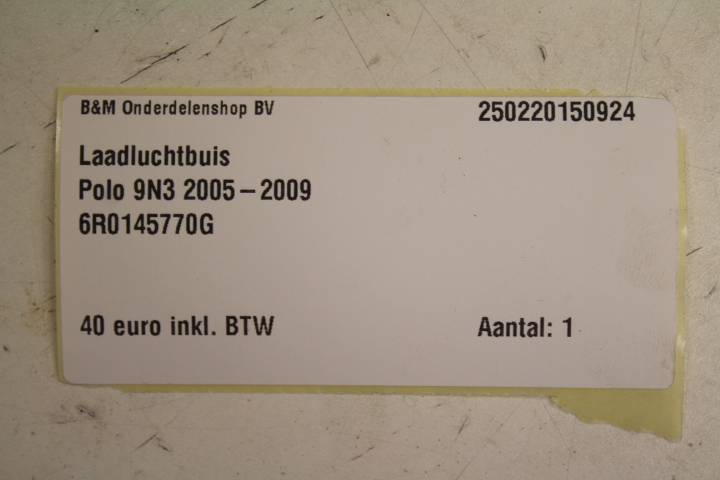 B&M Onderdelenshop BV 250220150924
Laadluchtbuis
Polo 9N3 2005 – 2009
6R0145770G
40 euro inkl. BTW Aantal: 1